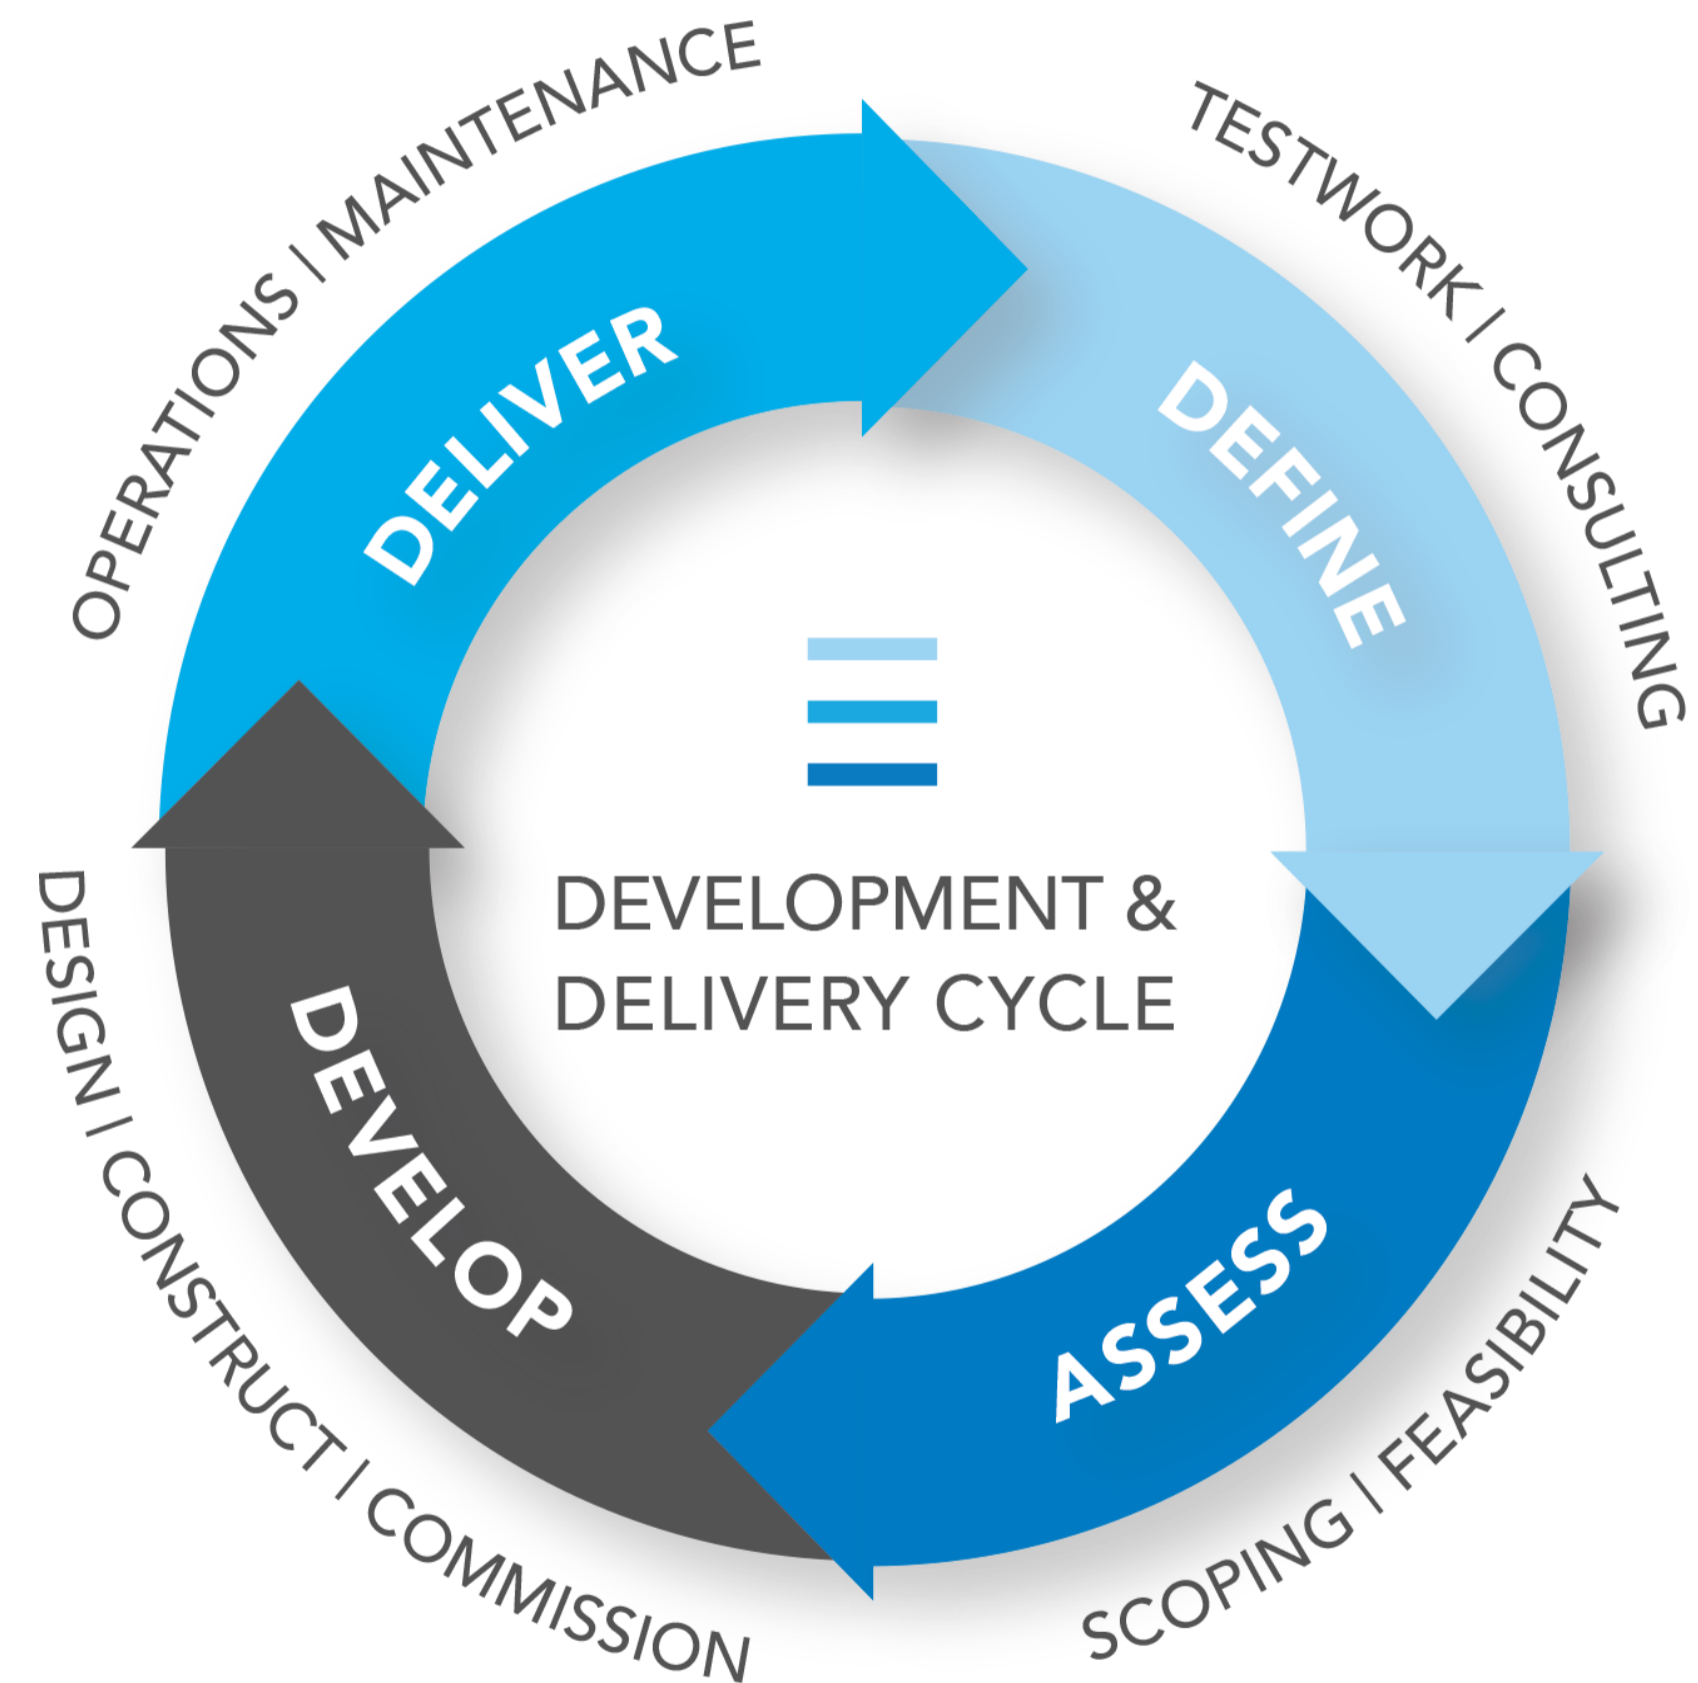 OPERATIONS | MAINTENANCE
TESTWORK | CONSULTING
DELIVER
DEFINE
DEVELOPMENT &
DELIVERY CYCLE
DEVELOP
ASSESS
DESIGN | CONSTRUCT | COMMISSION
SCOPING | FEASIBILITY